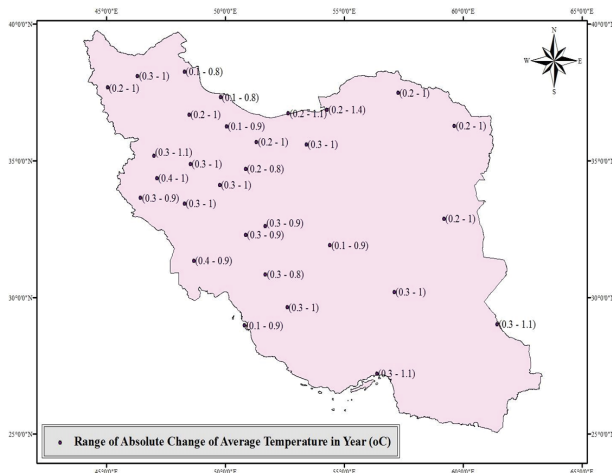 45°0'0"E 50°0'0"E 55°0'0"E 60°0'0"E 65°0'0"E
40°0'0"N
N
W E
S
(0.1 - 0.8)
(0.3 - 1)
(0.2 - 1)
(0.2 - 1)
(0.1 - 0.8)
(0.2 - 1.4)
(0.2 - 1.1)
(0.2 - 1)
(0.1 - 0.9)
(0.2 - 1)
(0.2 - 1)
(0.3 - 1)
35°0'0"N
(0.3 - 1.1)
(0.3 - 1)
(0.2 - 0.8)
(0.4 - 1)
(0.3 - 1)
(0.3 - 0.9)
(0.3 - 1)
(0.2 - 1)
(0.3 - 0.9)
(0.3 - 0.9)
(0.1 - 0.9)
(0.4 - 0.9)
(0.3 - 0.8)
(0.3 - 1)
30°0'0"N
(0.3 - 1)
(0.1 - 0.9)
(0.3 - 1.1)
(0.3 - 1.1)
25°0'0"N
Range of Absolute Change of Average Temperature in Year (oC)
45°0'0"E 50°0'0"E 55°0'0"E 60°0'0"E 65°0'0"E